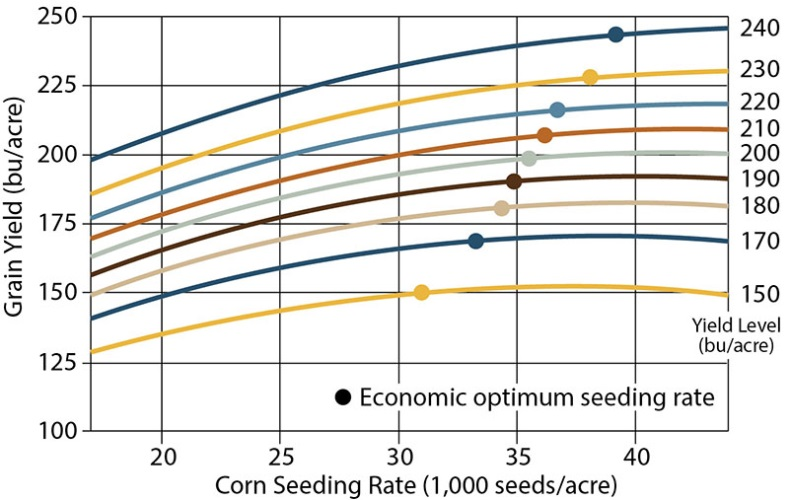 250
225
200
175
150
125
100
Grain Yield (bu/acre)
240
230
220
210
200
190
180
170
150
Yield Level
(bu/acre)
Economic optimum seeding rate
20 25 30 35 40
Corn Seeding Rate (1,000 seeds/acre)